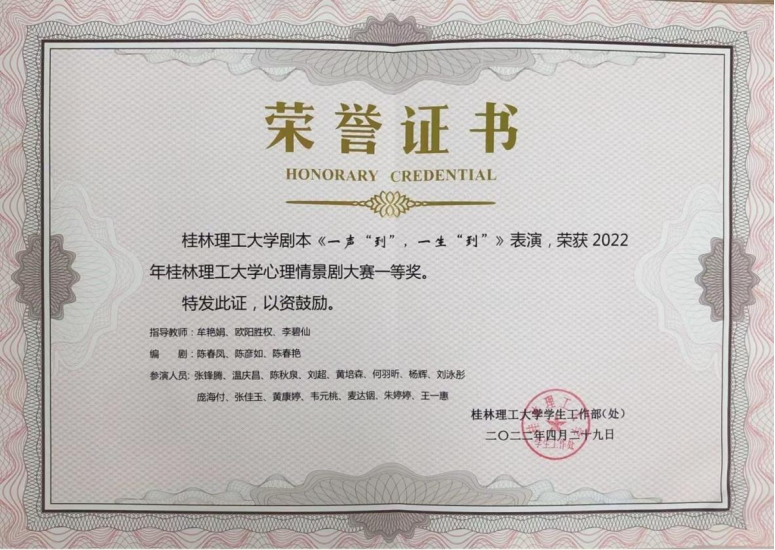 荣誉证书
HONORARY CREDENTIAL
桂林理工大学剧本《一声“到”，一生“到”》表演，荣获 2022
年桂林理工大学心理情景剧大赛一等奖。
特发此证，以资鼓励。
指导教师：牟艳娟、欧阳胜权、李碧仙
编 剧：陈春凤、陈彦如、陈春艳
参演人员：张锋腾、温庆昌、陈秋泉、刘超、黄培森、何羽昕、杨辉、刘泳彤
庞海付、张佳玉、黄康婷、韦元桃、麦达铟、朱婷婷、王一惠
桂林理工大学学生工作部（处）
二〇二二年四月二十九日
学生工作处